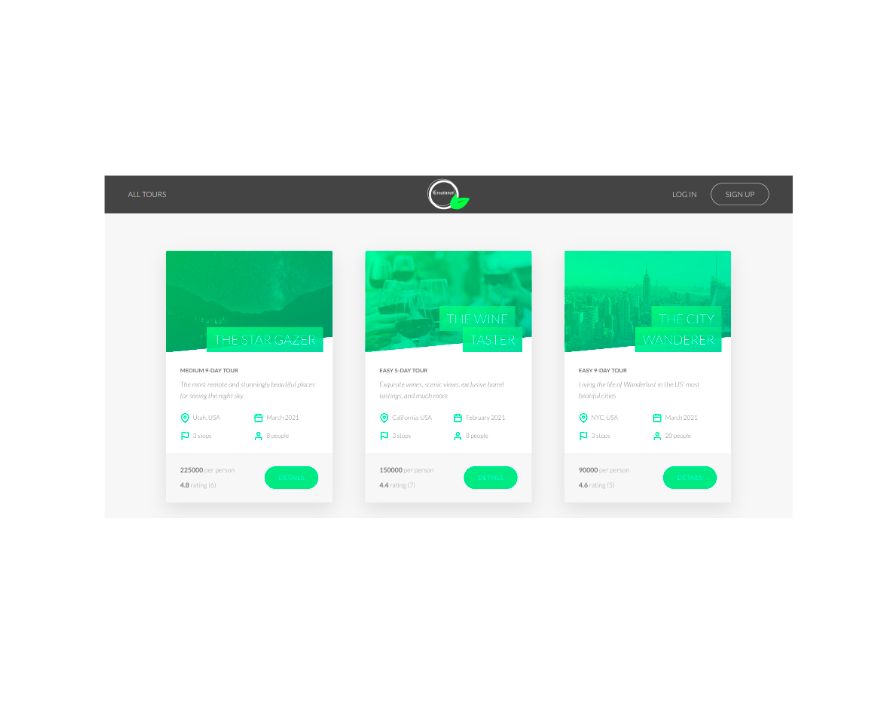 ALL TOURS
LOG IN
SIGN UP
THE STAR GAZER
MEDIUM 9-DAY TOUR
The most remote and stunningly beautiful places
for seeing the night sky
Utah, USA
March 2021
3 stops
8 people
225000 per person
4.8 rating (6)
DETAILS
THE WINE
TASTER
EASY 5-DAY TOUR
Exquisite wines, scenic views, exclusive barrel
tastings, and much more
California, USA
February 2021
3 stops
8 people
150000 per person
4.4 rating (7)
DETAILS
THE CITY
WANDERER
EASY 9-DAY TOUR
Living the life of Wanderlust in the US' most
beatiful cities
NYC, USA
March 2021
3 stops
20 people
90000 per person
4.6 rating (5)
DETAILS